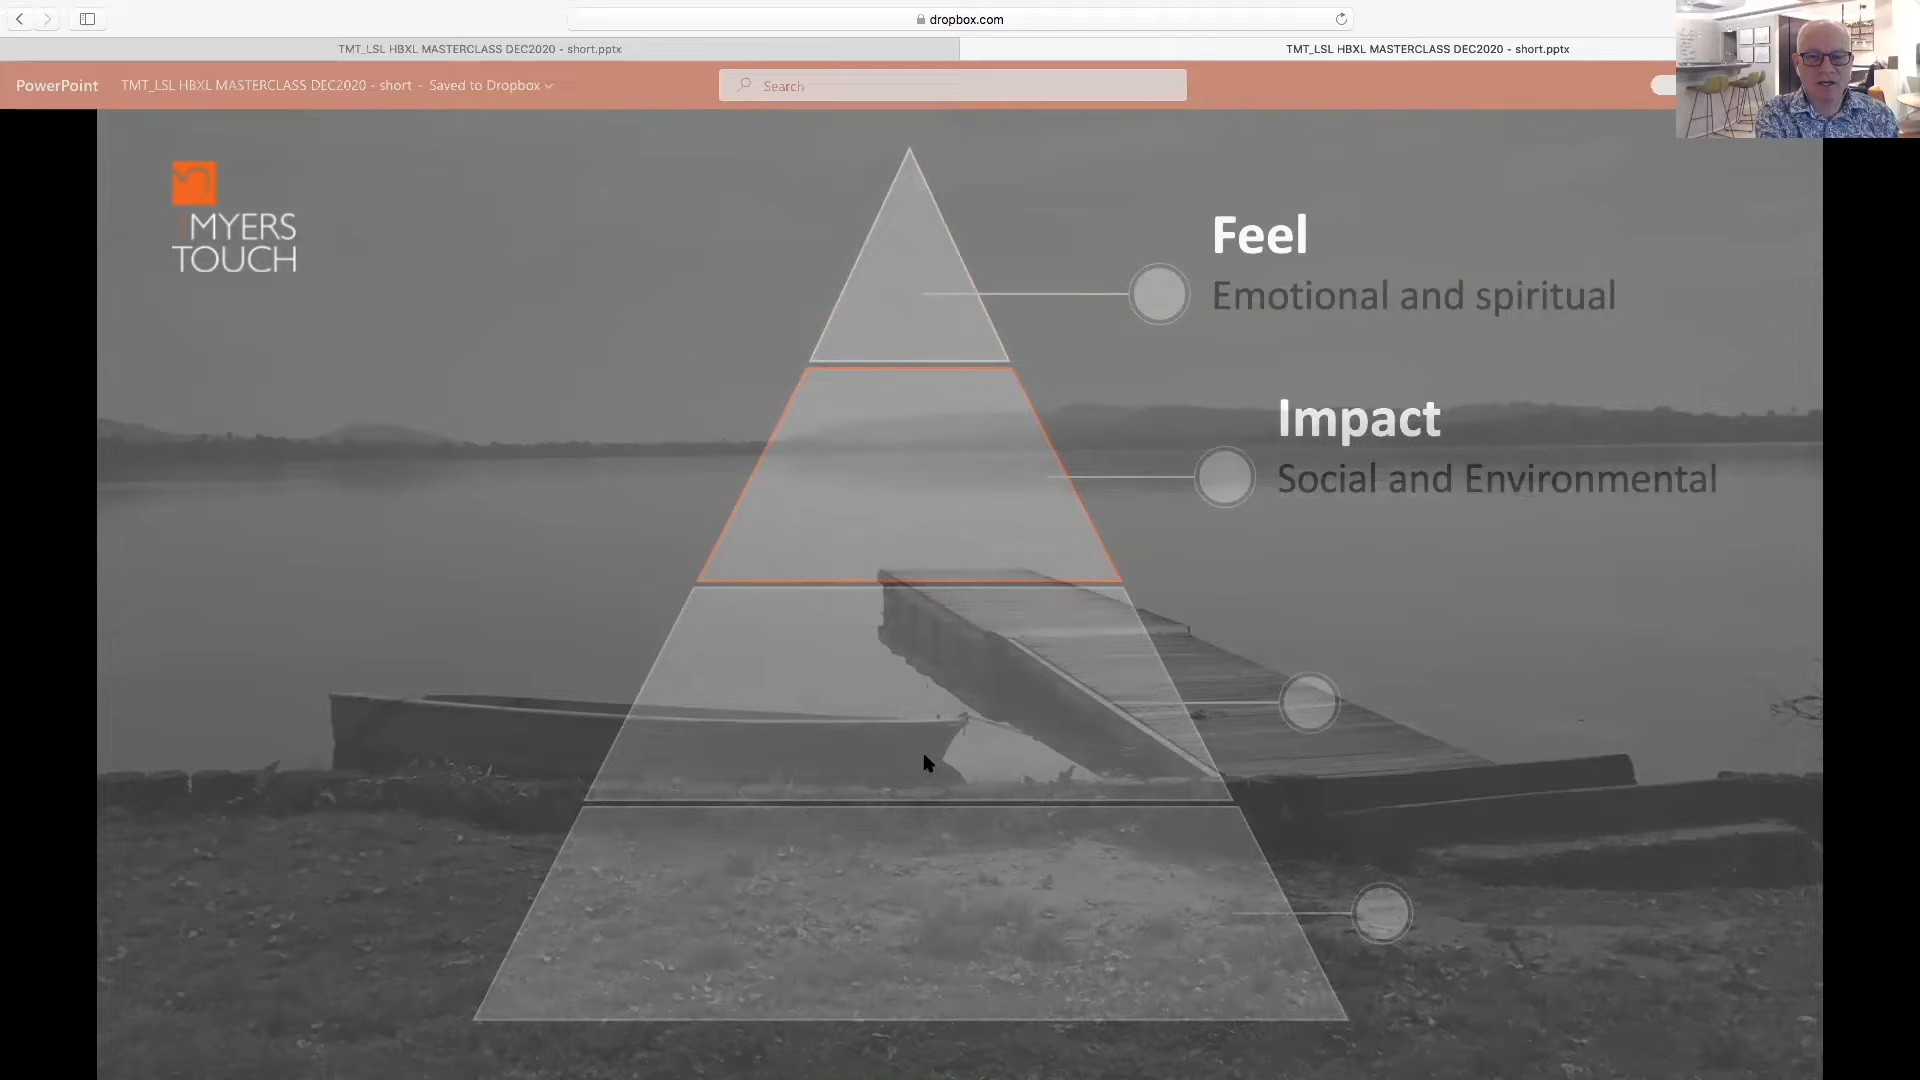 dropbox.com
TMT_LSL HBXL MASTERCLASS DEC2020 - short.pptx
TMT_LSL HBXL MASTERCLASS DEC2020 - short.pptx
PowerPoint
TMT_LSL HBXL MASTERCLASS DEC2020 - short - Saved to Dropbox
Search
MYERS
TOUCH
Feel
Emotional and spiritual
Impact
Social and Environmental